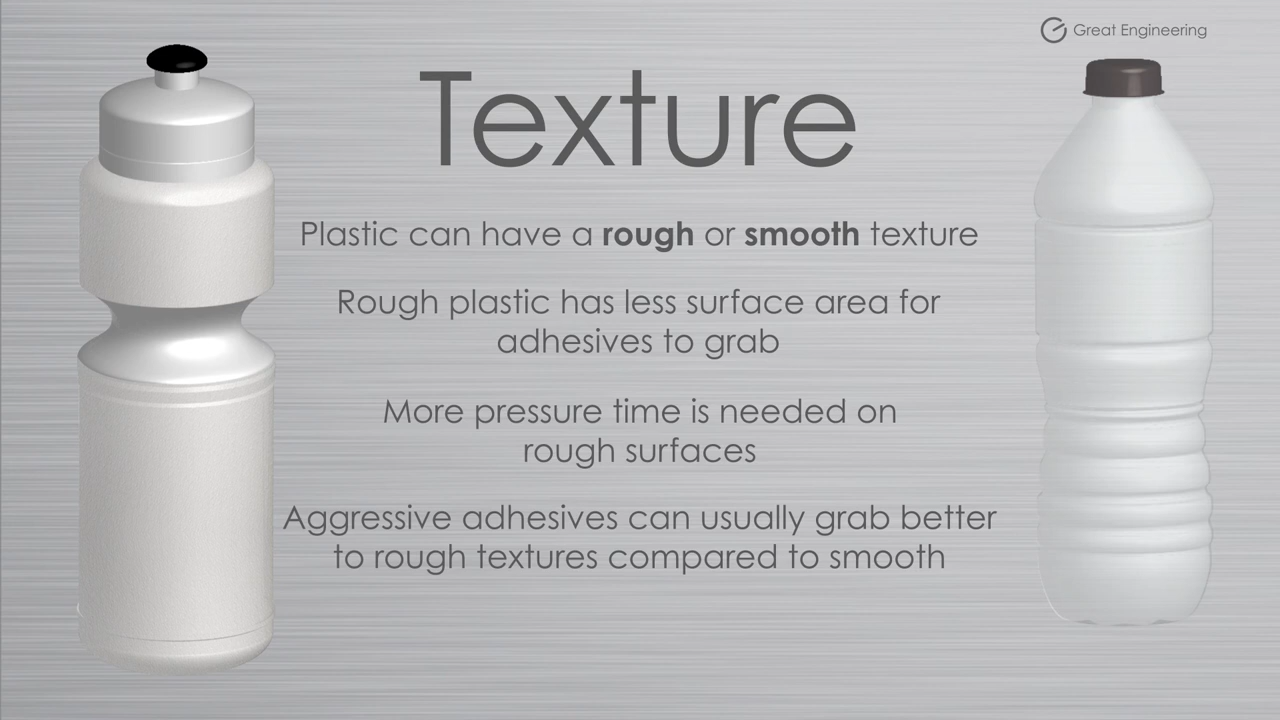 Great Engineering
Texture
Plastic can have a rough or smooth texture
Rough plastic has less surface area for
adhesives to grab
More pressure time is needed on
rough surfaces
Aggressive adhesives can usually grab better
to rough textures compared to smooth